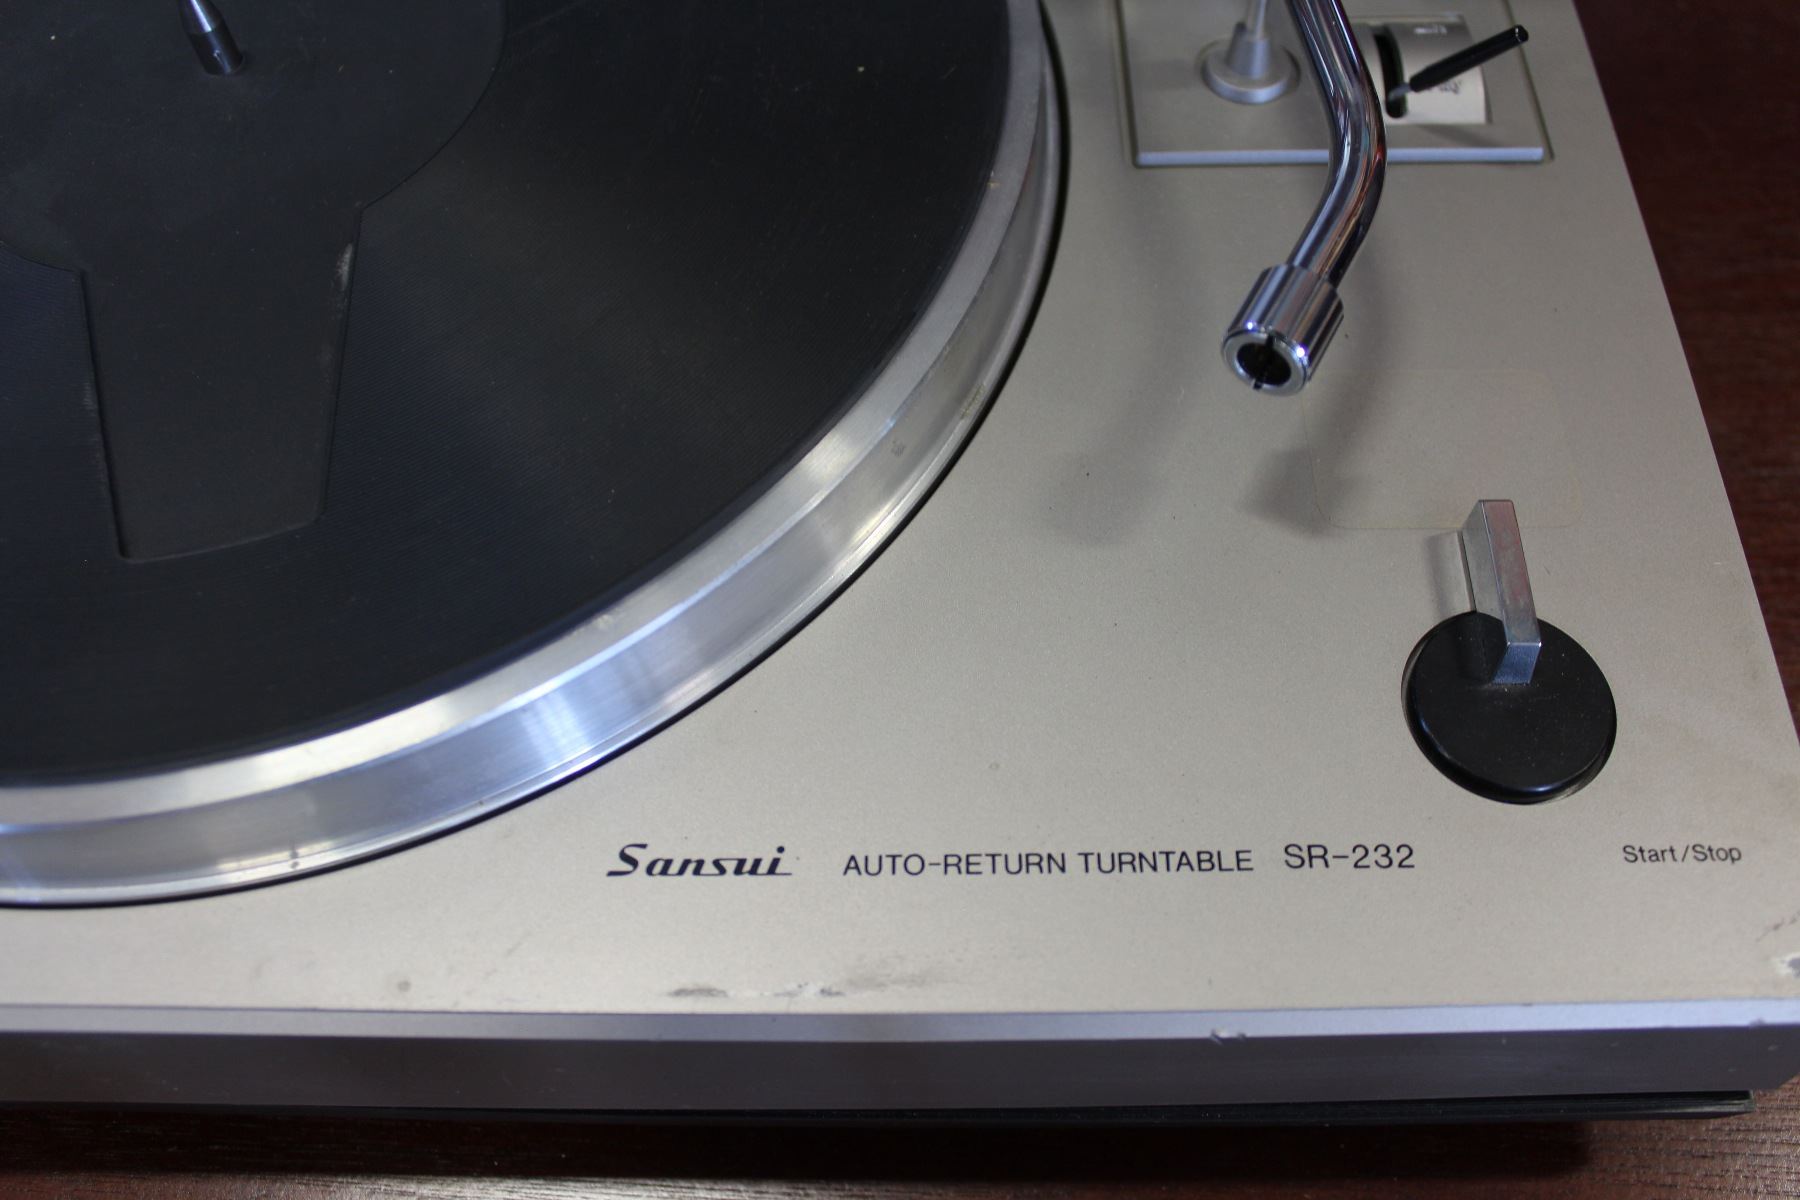 Sansui AUTO-RETURN TURNTABLE SR-232 Start/Stop